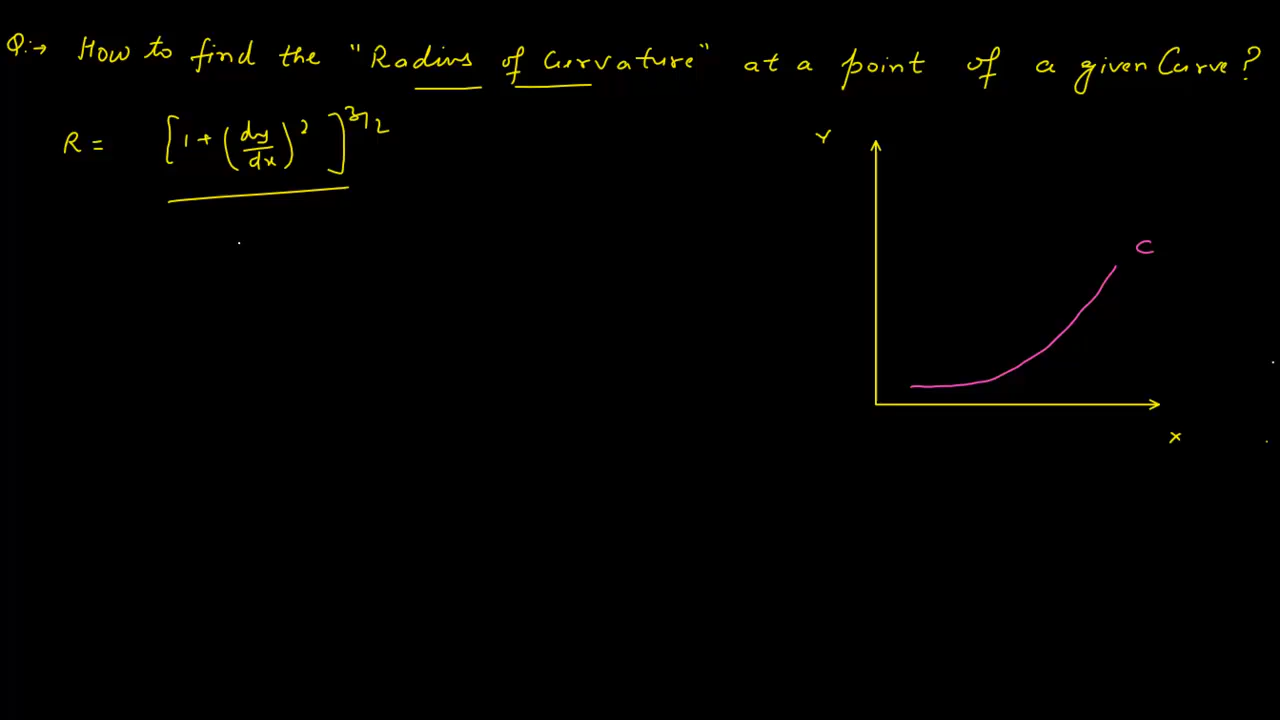 Q:→ How to find the "Radius of Curvature" at a point of a given Curve?
R = [1 + (dy/dx)^2]^3/2
Y
C
X